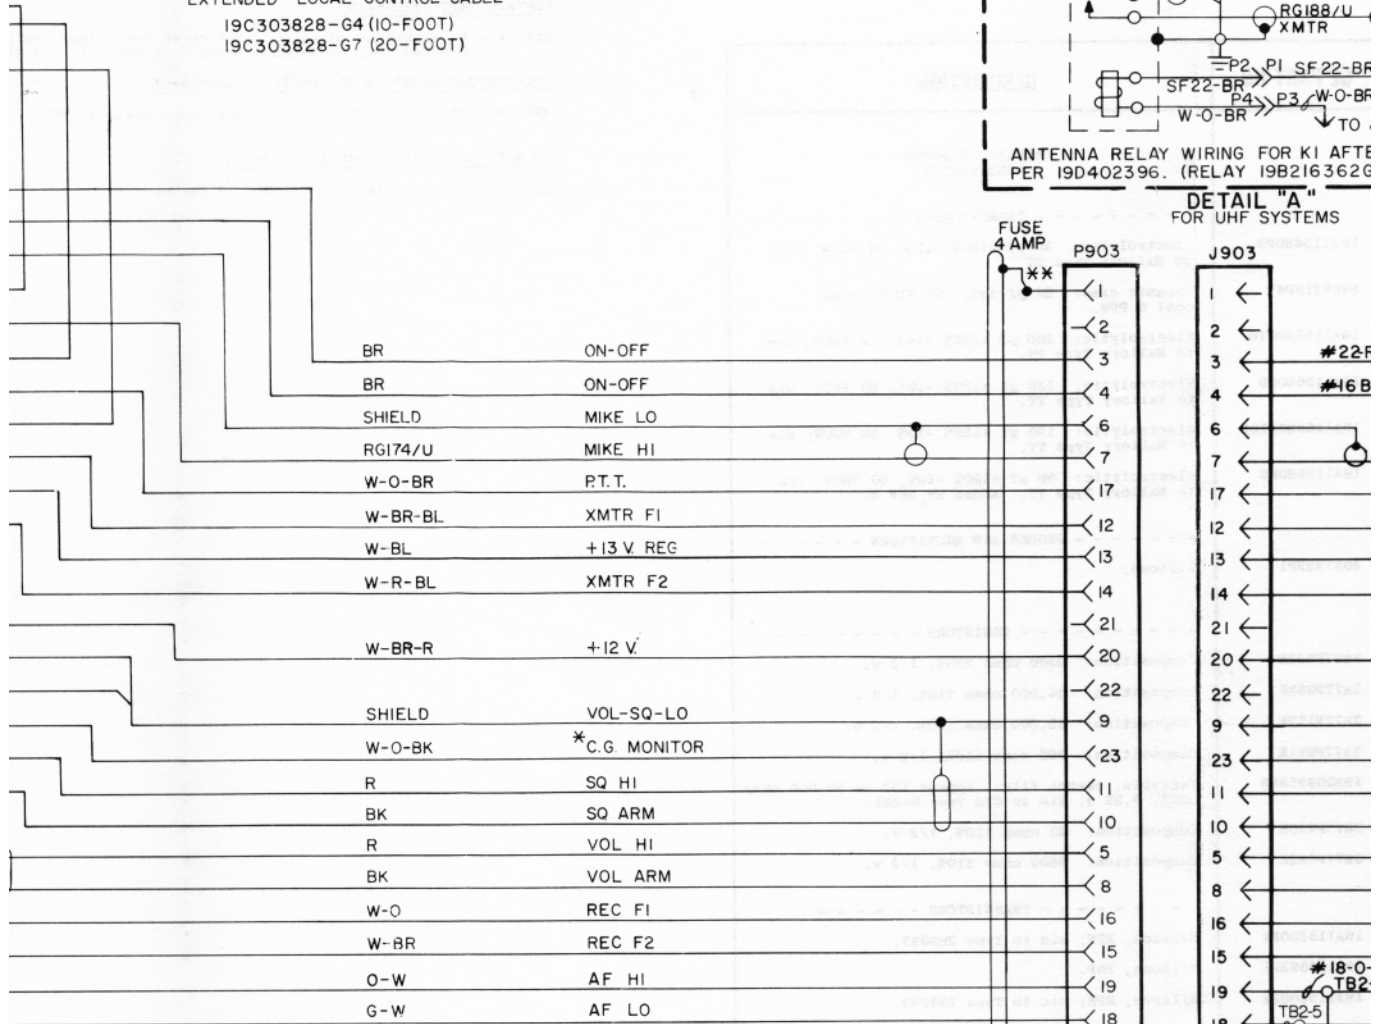 EXTENDED LOCAL CONTROL CABLE
19C303828-G4 (10-FOOT)
19C303828-G7 (20-FOOT)
RG188/U
XMTR
P2 P1 SF22-BR
SF22-BR
P4 P3 W-O-BR
W-O-BR
TO
ANTENNA RELAY WIRING FOR K1
PER 19D402396. (RELAY 19B216362G
DETAIL "A"
FOR UHF SYSTEMS
FUSE
4 AMP
P903 J903
**
1 1
2 2
BR ON-OFF 3 3
#22-
BR ON-OFF 4 4
#16 B
SHIELD MIKE LO 6 6
RG174/U MIKE HI 7 7
W-O-BR P.T.T. 17 17
W-BR-BL XMTR F1 12 12
W-BL +13 V. REG 13 13
W-R-BL XMTR F2 14 14
21 21
W-BR-R +12 V. 20 20
22 22
SHIELD VOL-SQ-LO 9 9
W-O-BK *C.G. MONITOR 23 23
R SQ HI 11 11
BK SQ ARM 10 10
R VOL HI 5 5
BK VOL ARM 8 8
W-O REC F1 16 16
W-BR REC F2 15 15
#18-O-
TB2-
O-W AF HI 19 19
TB2-5
G-W AF LO 18 18